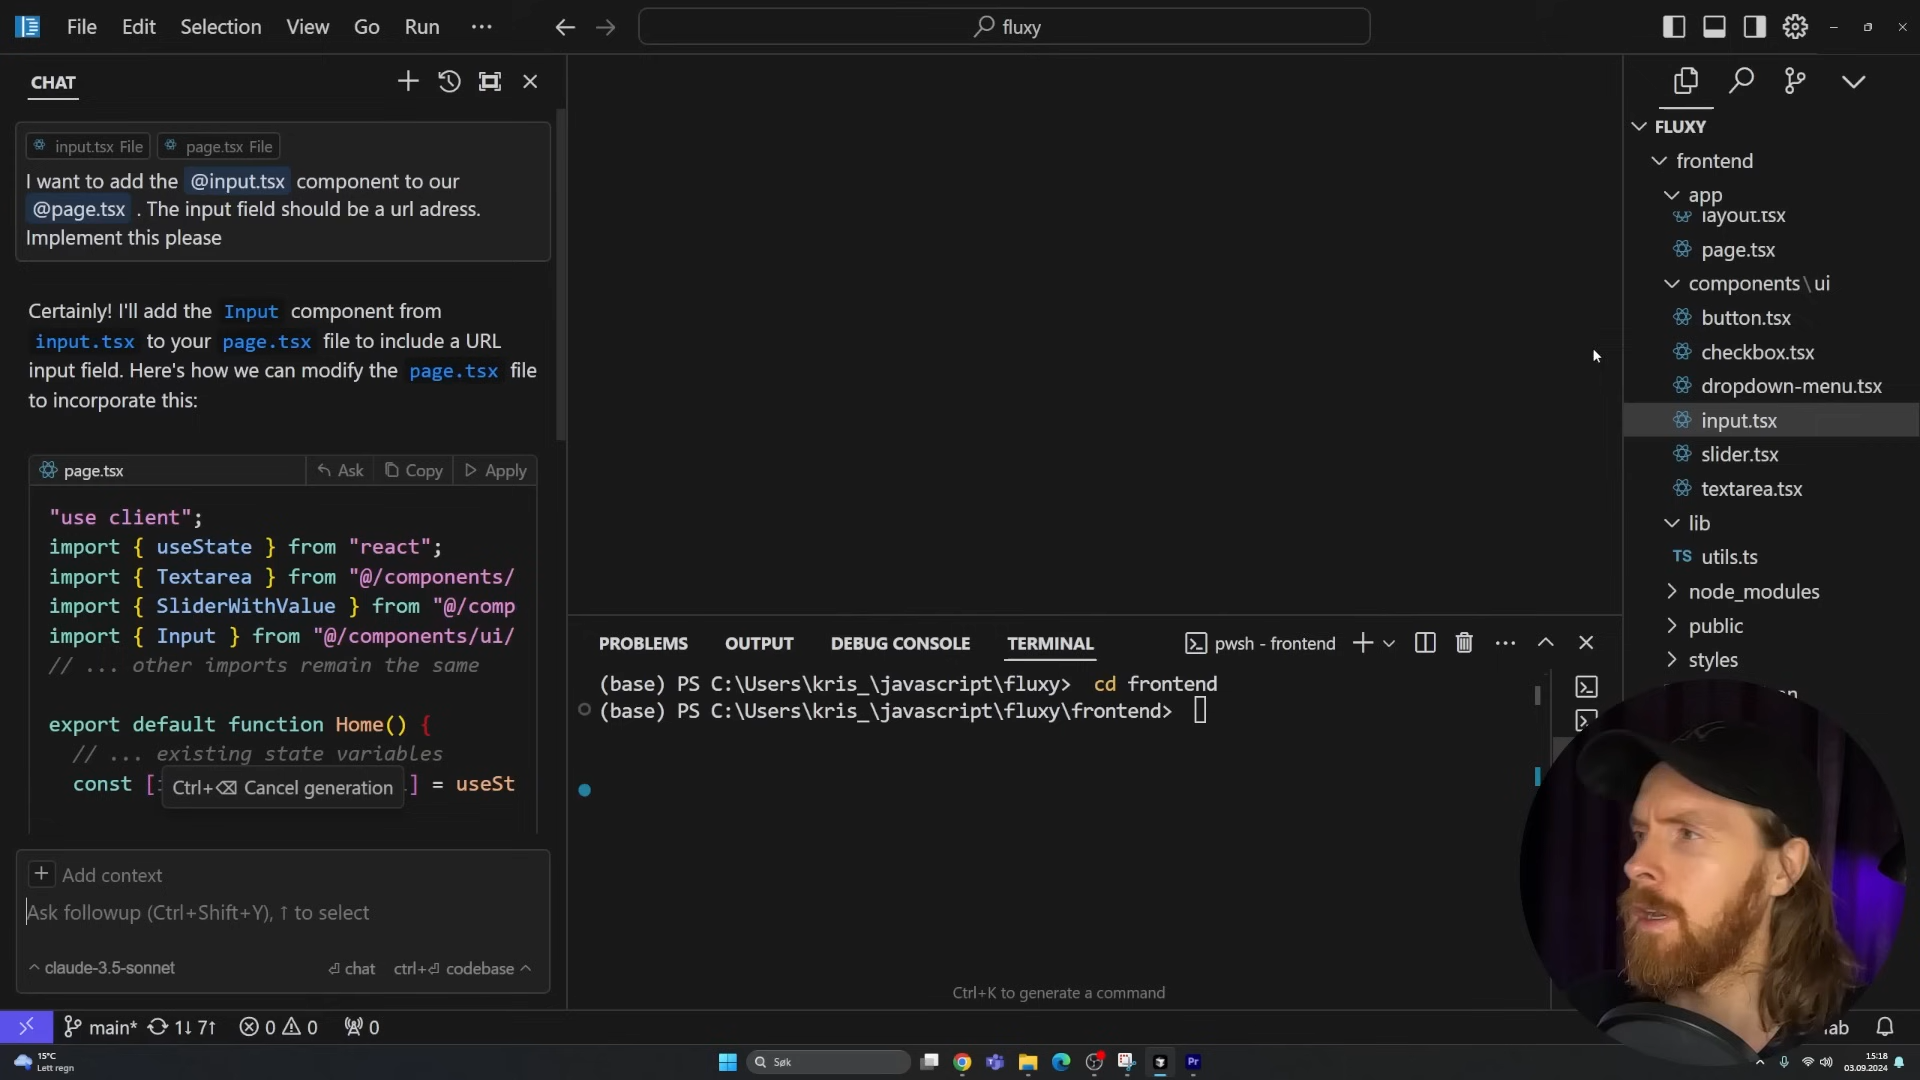 File Edit Selection View Go Run ···
fluxy
CHAT
input.tsx File page.tsx File
I want to add the @input.tsx component to our
@page.tsx . The input field should be a url adress.
Implement this please
Certainly! I'll add the Input component from
input.tsx to your page.tsx file to include a URL
input field. Here's how we can modify the page.tsx file
to incorporate this:
page.tsx Ask Copy Apply
"use client";
import { useState } from "react";
import { Textarea } from "@/components/
import { SliderWithValue } from "@/comp
import { Input } from "@/components/ui/
// ... other imports remain the same
export default function Home() {
// ... existing state variables
const [ ] = useSt
Ctrl+⌫ Cancel generation
+ Add context
Ask followup (Ctrl+Shift+Y), ↑ to select
^ claude-3.5-sonnet ⏎ chat ctrl+⏎ codebase ^
PROBLEMS OUTPUT DEBUG CONSOLE TERMINAL
pwsh - frontend
(base) PS C:\Users\kris_\javascript\fluxy> cd frontend
(base) PS C:\Users\kris_\javascript\fluxy\frontend>
Ctrl+K to generate a command
FLUXY
frontend
app
layout.tsx
page.tsx
components\ui
button.tsx
checkbox.tsx
dropdown-menu.tsx
input.tsx
slider.tsx
textarea.tsx
lib
TS utils.ts
node_modules
public
styles
main* 1↓ 7↑ 0 0 0
15°C
Lett regn
Søk
Pr
15:18
03.09.2024